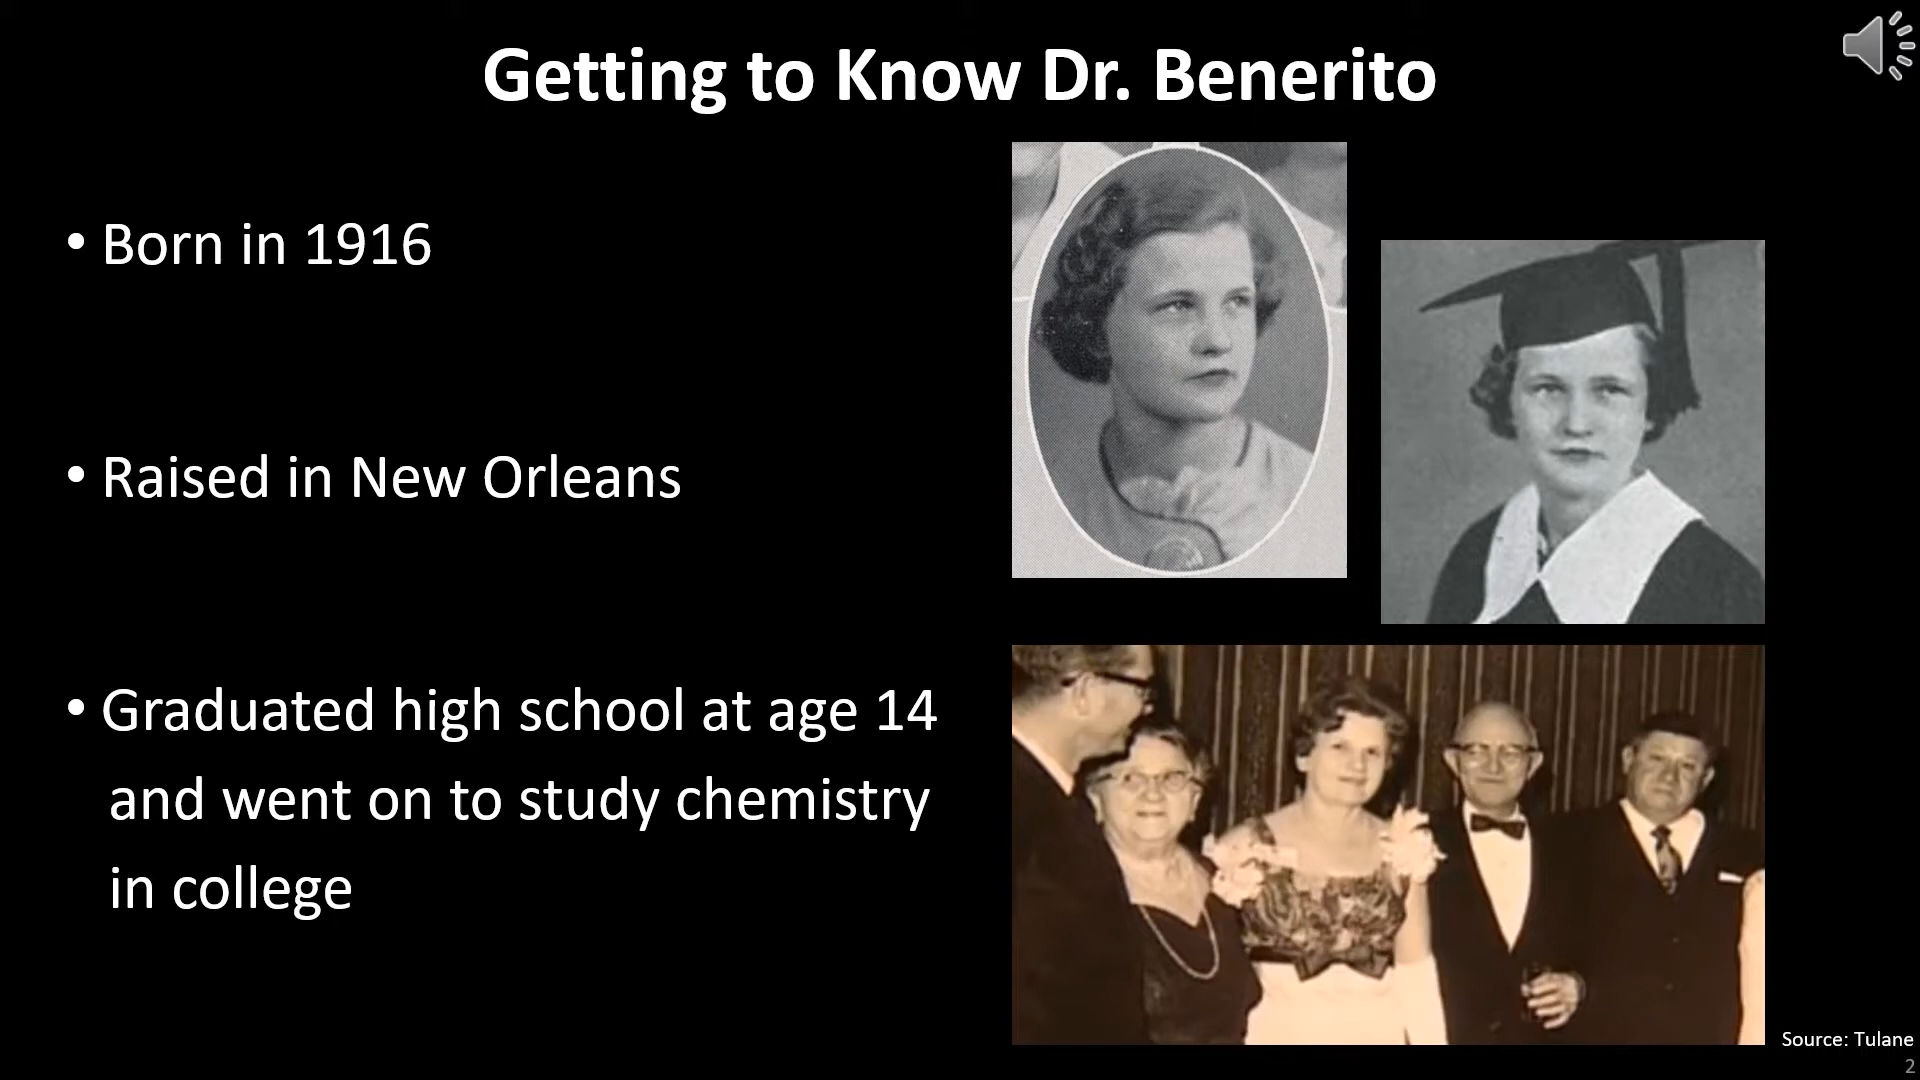 Getting to Know Dr. Benerito
• Born in 1916
• Raised in New Orleans
• Graduated high school at age 14
and went on to study chemistry
in college
Source: Tulane
2